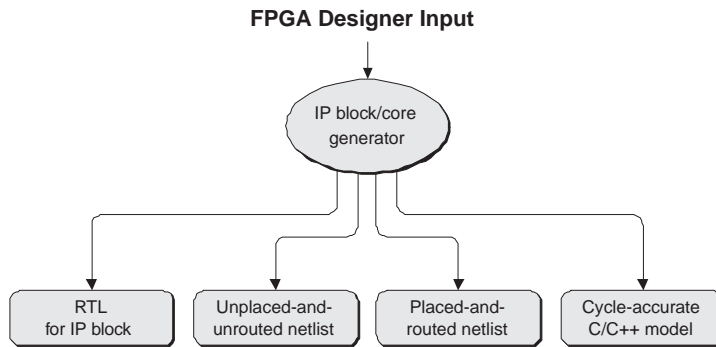 FPGA Designer Input
IP block/core
generator
RTL
for IP block
Unplaced-and-
unrouted netlist
Placed-and-
routed netlist
Cycle-accurate
C/C++ model